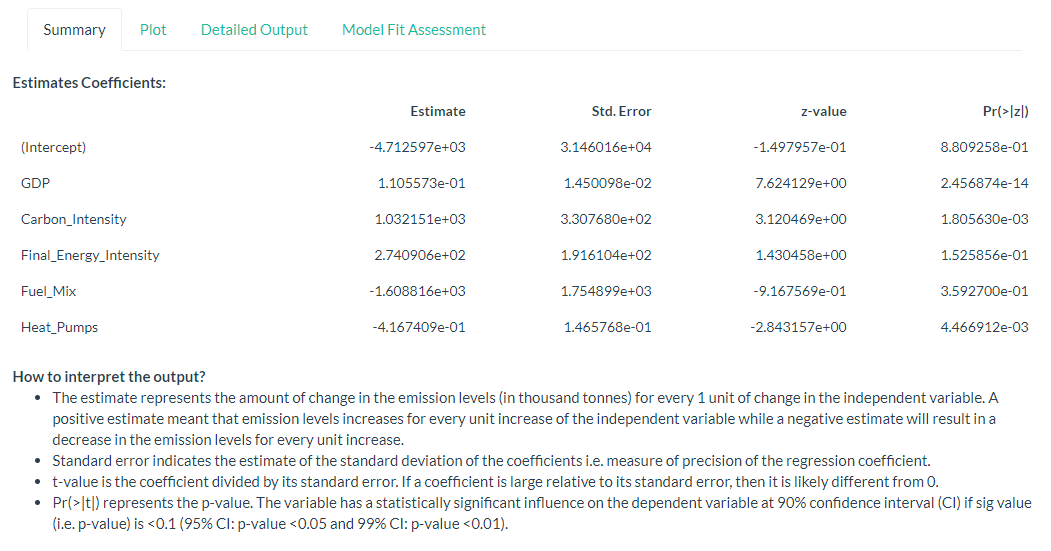 Summary Plot Detailed Output Model Fit Assessment
Estimates Coefficients:
Estimate Std. Error z-value Pr(>|z|)
(Intercept) -4.712597e+03 3.146016e+04 -1.497957e-01 8.809258e-01
GDP 1.105573e-01 1.450098e-02 7.624129e+00 2.456874e-14
Carbon_Intensity 1.032151e+03 3.307680e+02 3.120469e+00 1.805630e-03
Final_Energy_Intensity 2.740906e+02 1.916104e+02 1.430458e+00 1.525856e-01
Fuel_Mix -1.608816e+03 1.754899e+03 -9.167569e-01 3.592700e-01
Heat_Pumps -4.167409e-01 1.465768e-01 -2.843157e+00 4.466912e-03
How to interpret the output?
• The estimate represents the amount of change in the emission levels (in thousand tonnes) for every 1 unit of change in the independent variable. A
positive estimate meant that emission levels increases for every unit increase of the independent variable while a negative estimate will result in a
decrease in the emission levels for every unit increase.
• Standard error indicates the estimate of the standard deviation of the coefficients i.e. measure of precision of the regression coefficient.
• t-value is the coefficient divided by its standard error. If a coefficient is large relative to its standard error, then it is likely different from 0.
• Pr(>|t|) represents the p-value. The variable has a statistically significant influence on the dependent variable at 90% confidence interval (CI) if sig value
(i.e. p-value) is <0.1 (95% CI: p-value <0.05 and 99% CI: p-value <0.01).